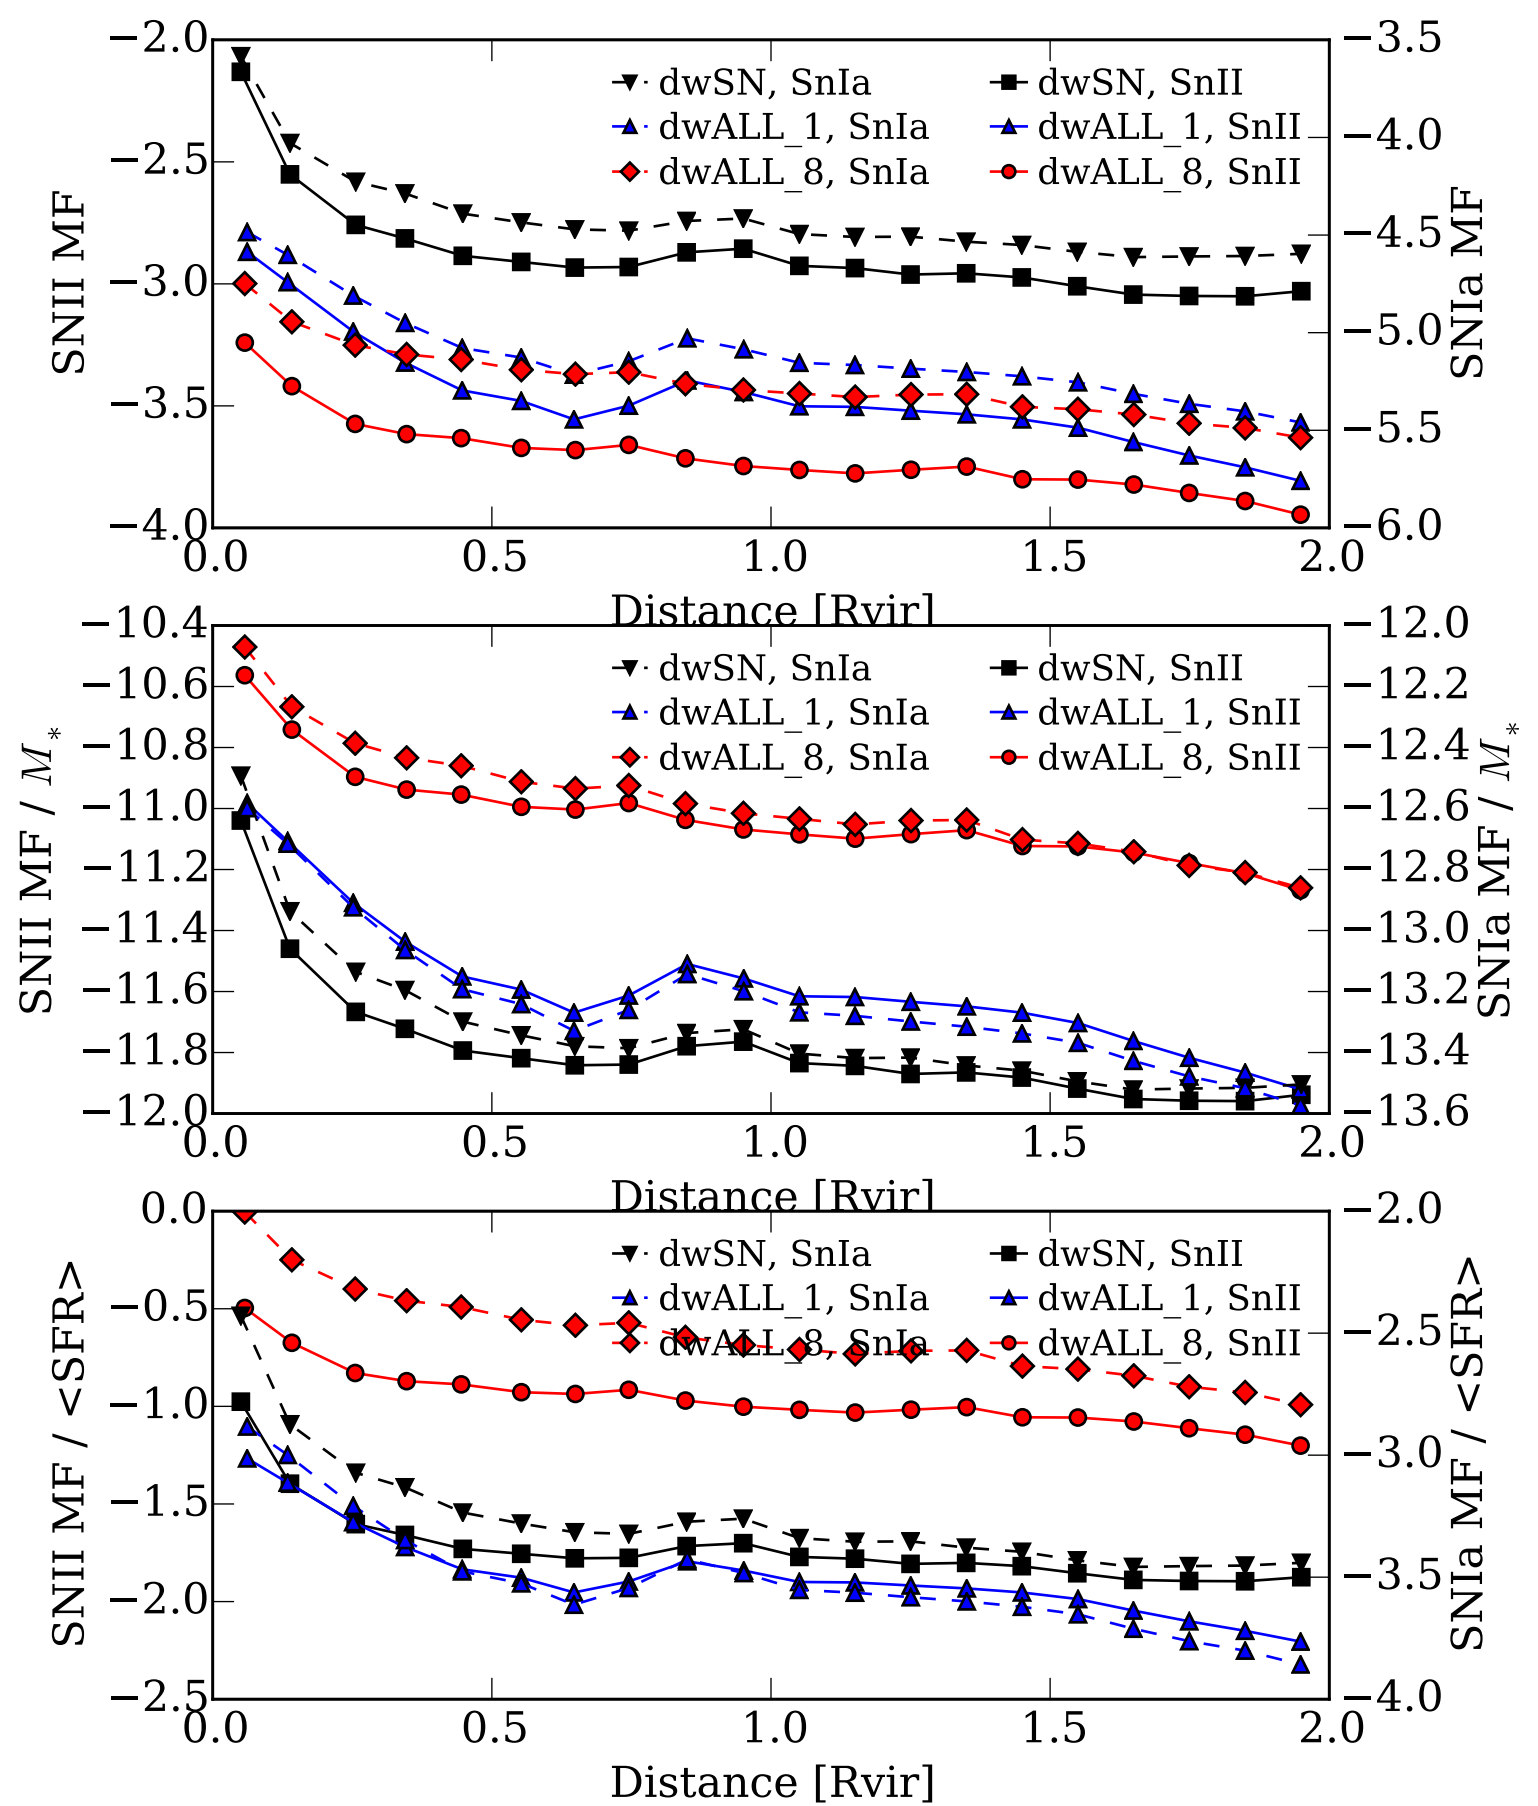 −2.0
−2.5
−3.0
−3.5
−4.0
SNII MF
dwSN, SnIa
dwALL_1, SnIa
dwALL_8, SnIa
dwSN, SnII
dwALL_1, SnII
dwALL_8, SnII
−3.5
−4.0
−4.5
−5.0
−5.5
−6.0
SNIa MF
0.0 0.5 1.0 1.5 2.0
Distance [Rvir]
−10.4
−10.6
−10.8
−11.0
−11.2
−11.4
−11.6
−11.8
−12.0
SNII MF / M*
dwSN, SnIa
dwALL_1, SnIa
dwALL_8, SnIa
dwSN, SnII
dwALL_1, SnII
dwALL_8, SnII
−12.0
−12.2
−12.4
−12.6
−12.8
−13.0
−13.2
−13.4
−13.6
SNIa MF / M*
0.0 0.5 1.0 1.5 2.0
Distance [Rvir]
0.0
−0.5
−1.0
−1.5
−2.0
−2.5
SNII MF / <SFR>
dwSN, SnIa
dwALL_1, SnIa
dwALL_8, SnIa
dwSN, SnII
dwALL_1, SnII
dwALL_8, SnII
−2.0
−2.5
−3.0
−3.5
−4.0
SNIa MF / <SFR>
0.0 0.5 1.0 1.5 2.0
Distance [Rvir]